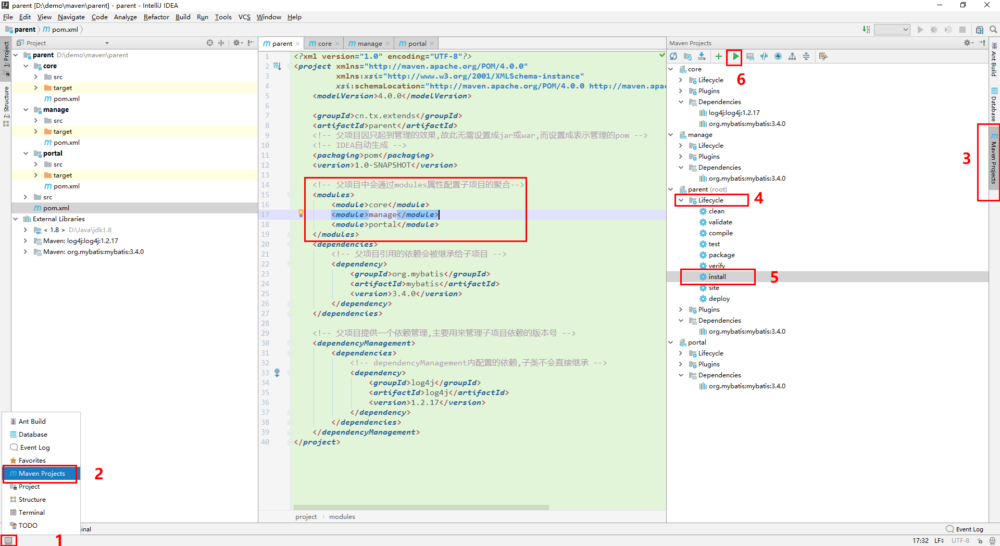 parent [D:\demo\maven\parent] - parent - IntelliJ IDEA
File Edit View Navigate Code Analyze Refactor Build Run Tools VCS Window Help
parent pom.xml
1: Project
7: Structure
Project
parent D:\demo\maven\parent
core
src
target
pom.xml
manage
src
target
pom.xml
portal
src
target
pom.xml
src
pom.xml
External Libraries
< 1.8 > D:\Java\jdk1.8
Maven: log4j:log4j:1.2.17
Maven: org.mybatis:mybatis:3.4.0
Ant Build
Database
Event Log
Favorites
Maven Projects
2
Project
Structure
Terminal
TODO
1
parent core manage portal
1 <?xml version="1.0" encoding="UTF-8"?>
2 <project xmlns="http://maven.apache.org/POM/4.0.0"
3 xmlns:xsi="http://www.w3.org/2001/XMLSchema-instance"
4 xsi:schemaLocation="http://maven.apache.org/POM/4.0.0 http://maven.apac
5 <modelVersion>4.0.0</modelVersion>
6
7 <groupId>cn.tx.extends</groupId>
8 <artifactId>parent</artifactId>
9 <!-- 父项目因只起到管理的效果,故此无需设置成jar或war,而设置成表示管理的pom -->
10 <!-- IDEA自动生成 -->
11 <packaging>pom</packaging>
12 <version>1.0-SNAPSHOT</version>
13
14 <!-- 父项目中会通过modules属性配置子项目的聚合-->
15 <modules>
16 <module>core</module>
17 <module>manage</module>
18 <module>portal</module>
19 </modules>
20 <dependencies>
21 <!-- 父项目引用的依赖会被继承给子项目 -->
22 <dependency>
23 <groupId>org.mybatis</groupId>
24 <artifactId>mybatis</artifactId>
25 <version>3.4.0</version>
26 </dependency>
27 </dependencies>
28
29 <!-- 父项目提供一个依赖管理,主要用来管理子项目依赖的版本号 -->
30 <dependencyManagement>
31 <dependencies>
32 <!-- dependencyManagement内配置的依赖,子类不会直接继承 -->
33 <dependency>
34 <groupId>log4j</groupId>
35 <artifactId>log4j</artifactId>
36 <version>1.2.17</version>
37 </dependency>
38 </dependencies>
39 </dependencyManagement>
40 </project>
project › modules
Maven Projects
core
Lifecycle
6
Plugins
Dependencies
log4j:log4j:1.2.17
org.mybatis:mybatis:3.4.0
manage
Lifecycle
Plugins
Dependencies
org.mybatis:mybatis:3.4.0
parent (root)
Lifecycle
4
clean
validate
compile
test
package
verify
install
5
site
deploy
Plugins
Dependencies
org.mybatis:mybatis:3.4.0
portal
Lifecycle
Plugins
Dependencies
org.mybatis:mybatis:3.4.0
Ant Build
Database
Maven Projects
3
inal
Event Log
17:32 LF UTF-8